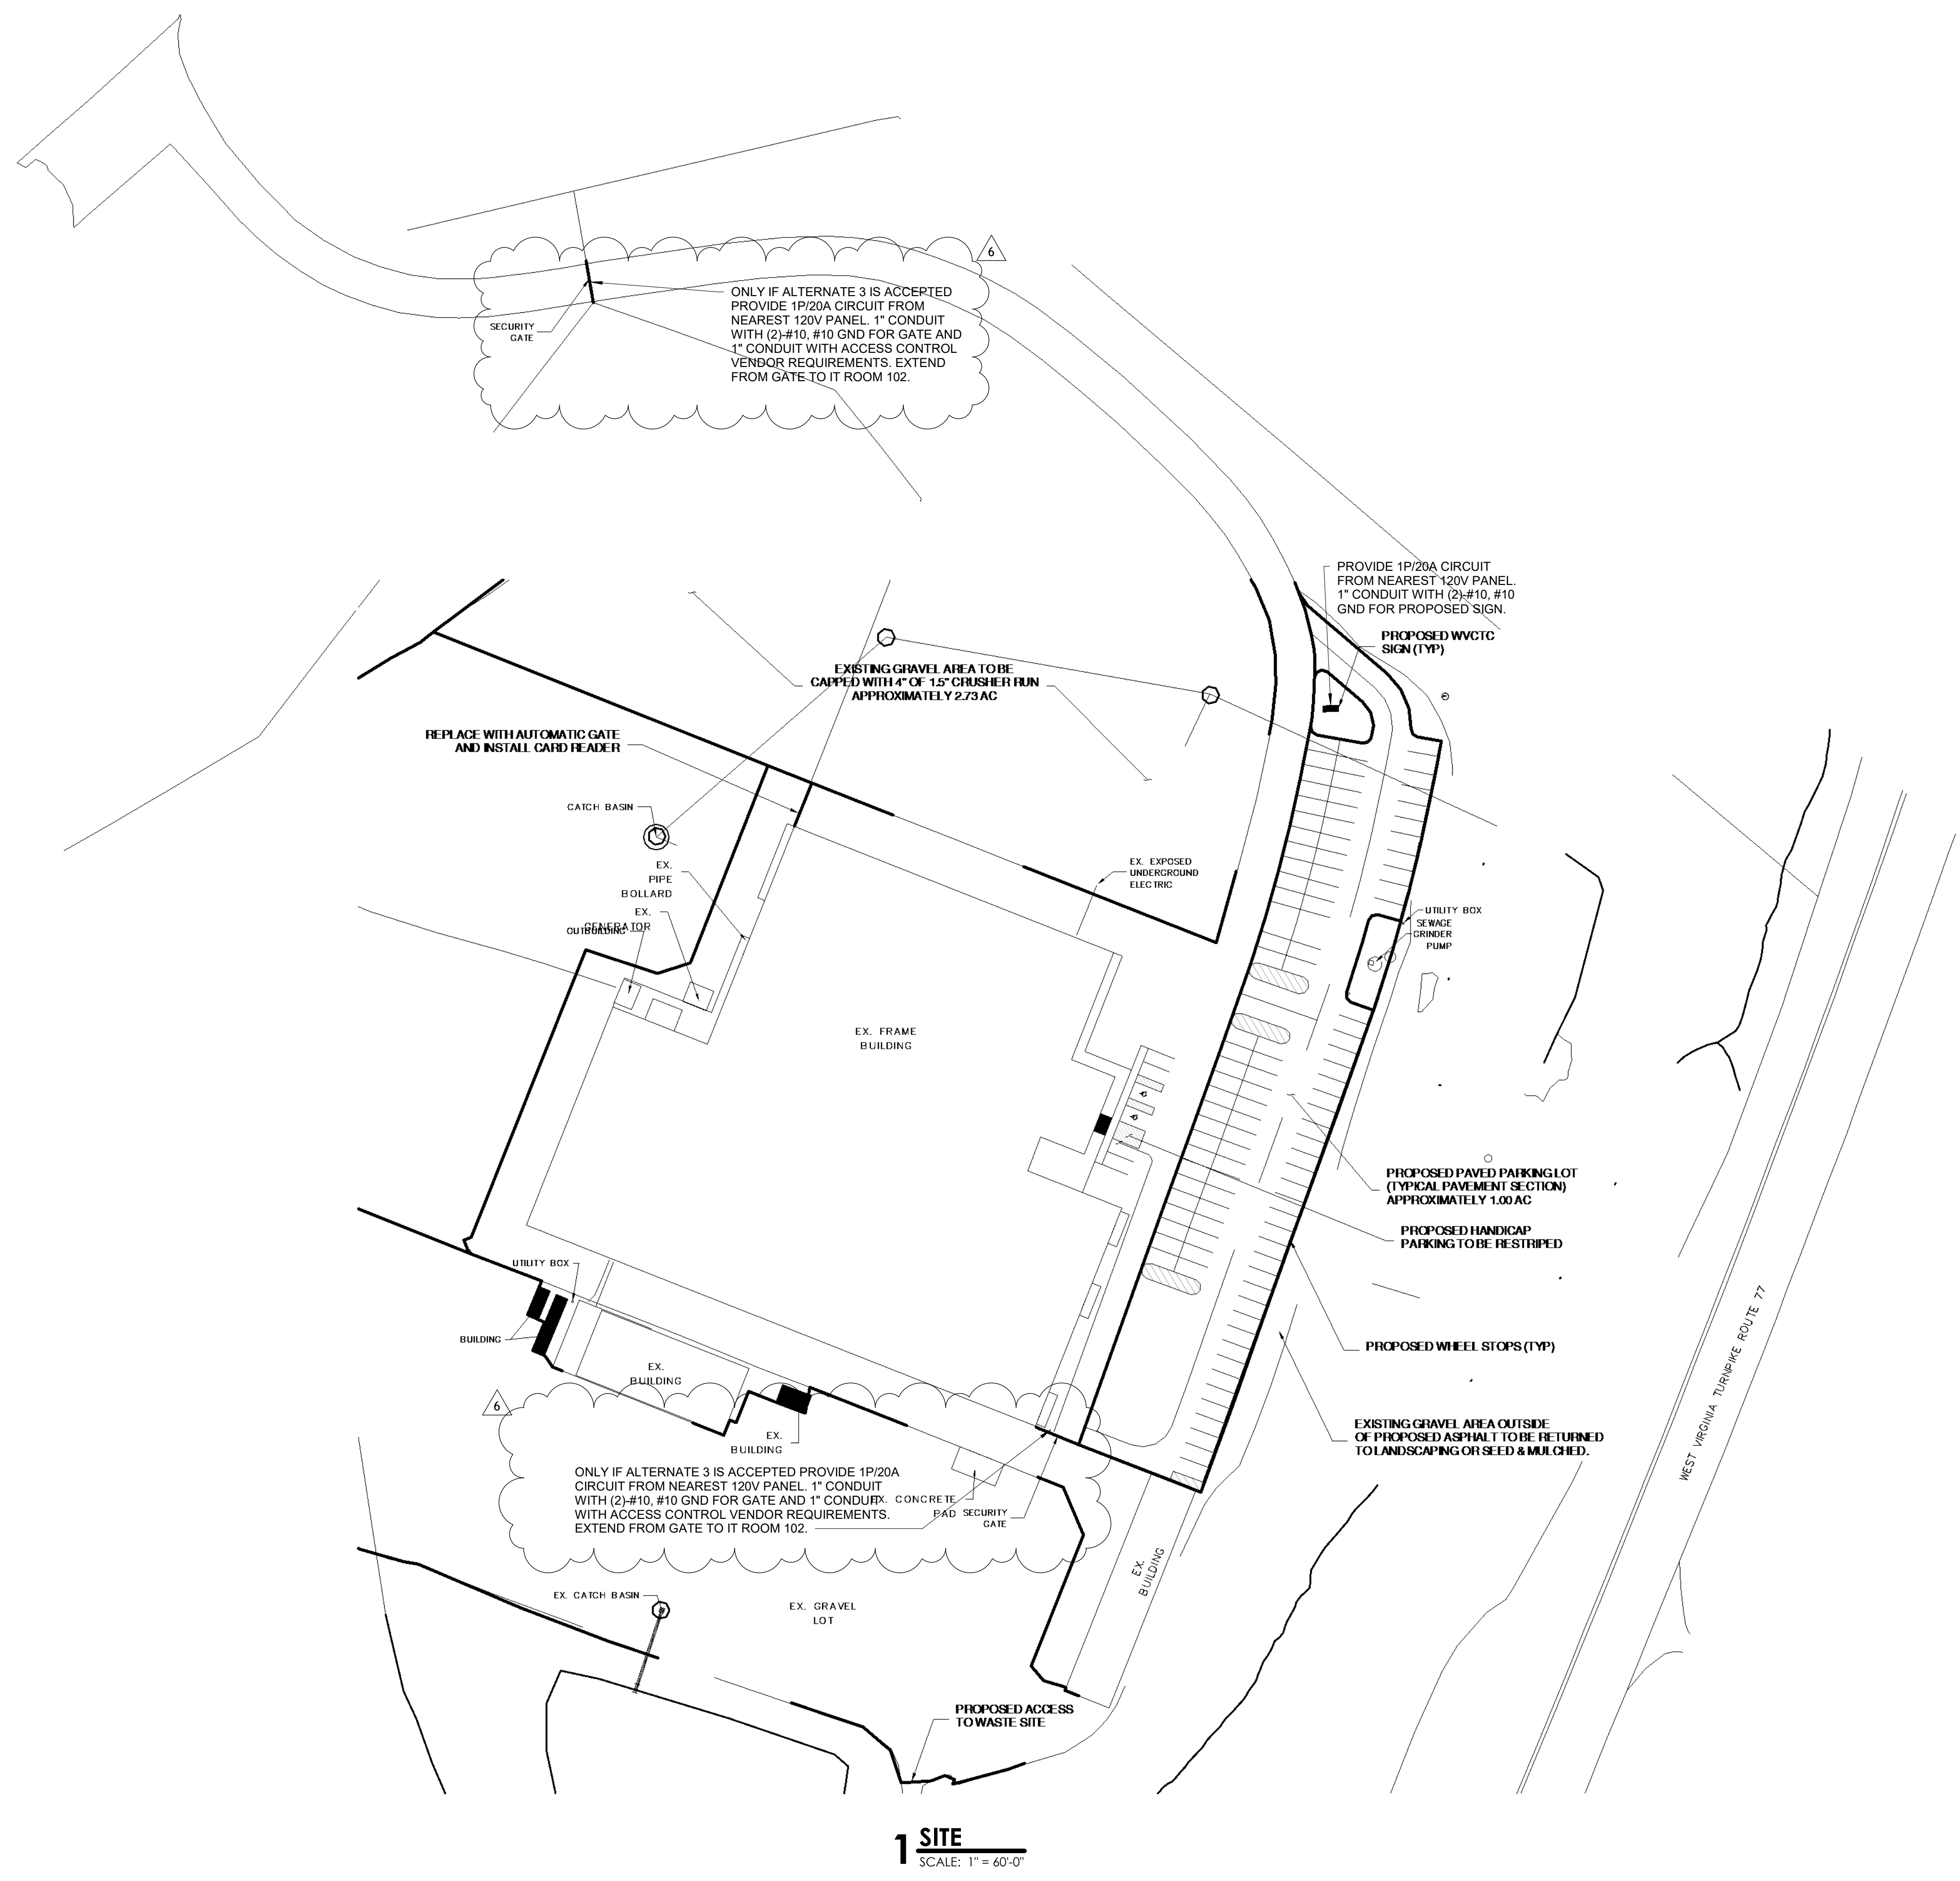 6
ONLY IF ALTERNATE 3 IS ACCEPTED
PROVIDE 1P/20A CIRCUIT FROM
NEAREST 120V PANEL. 1" CONDUIT
WITH (2)-#10, #10 GND FOR GATE AND
1" CONDUIT WITH ACCESS CONTROL
VENDOR REQUIREMENTS. EXTEND
FROM GATE TO IT ROOM 102.
SECURITY
GATE
PROVIDE 1P/20A CIRCUIT
FROM NEAREST 120V PANEL.
1" CONDUIT WITH (2)-#10, #10
GND FOR PROPOSED SIGN.
PROPOSED WVCTC
SIGN (TYP)
EXISTING GRAVEL AREA TO BE
CAPPED WITH 4" OF 1.5" CRUSHER RUN
APPROXIMATELY 2.73 AC
REPLACE WITH AUTOMATIC GATE
AND INSTALL CARD READER
CATCH BASIN
EX.
PIPE
BOLLARD
EX.
GENERATOR
OUTBUILDING
EX. EXPOSED
UNDERGROUND
ELECTRIC
UTILITY BOX
SEWAGE
GRINDER
PUMP
EX. FRAME
BUILDING
PROPOSED PAVED PARKING LOT
(TYPICAL PAVEMENT SECTION)
APPROXIMATELY 1.00 AC
PROPOSED HANDICAP
PARKING TO BE RESTRIPED
UTILITY BOX
BUILDING
EX.
BUILDING
PROPOSED WHEEL STOPS (TYP)
WEST VIRGINIA TURNPIKE ROUTE 77
6
EX.
BUILDING
EXISTING GRAVEL AREA OUTSIDE
OF PROPOSED ASPHALT TO BE RETURNED
TO LANDSCAPING OR SEED & MULCHED.
ONLY IF ALTERNATE 3 IS ACCEPTED PROVIDE 1P/20A
CIRCUIT FROM NEAREST 120V PANEL. 1" CONDUIT
WITH (2)-#10, #10 GND FOR GATE AND 1" CONDUIT
WITH ACCESS CONTROL VENDOR REQUIREMENTS.
EXTEND FROM GATE TO IT ROOM 102.
EX. CONCRETE
PAD
SECURITY
GATE
EX.
BUILDING
EX. CATCH BASIN
EX. GRAVEL
LOT
PROPOSED ACCESS
TO WASTE SITE
1 SITE
SCALE: 1" = 60'-0"